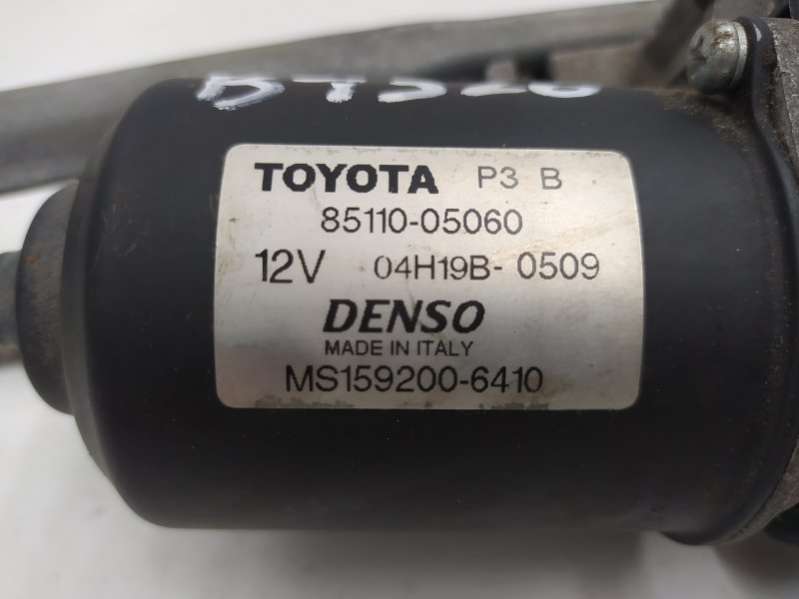 TOYOTA P3 B
85110-05060
12V 04H19B-0509
DENSO
MADE IN ITALY
MS159200-6410